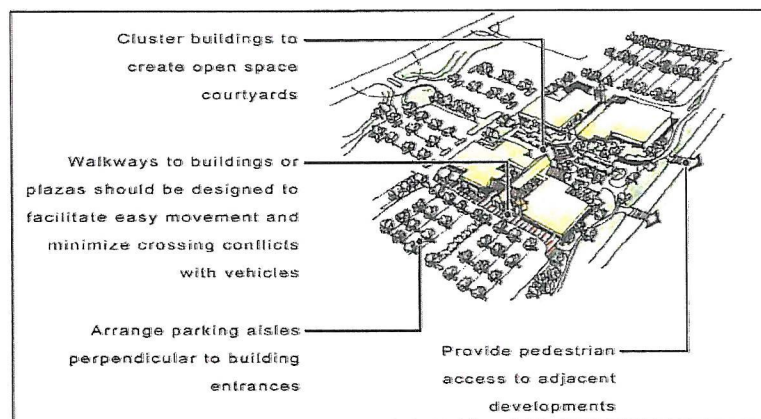 Cluster buildings to
create open space
courtyards
Walkways to buildings or
plazas should be designed to
facilitate easy movement and
minimize crossing conflicts
with vehicles
Arrange parking aisles
perpendicular to building
entrances
Provide pedestrian
access to adjacent
developments